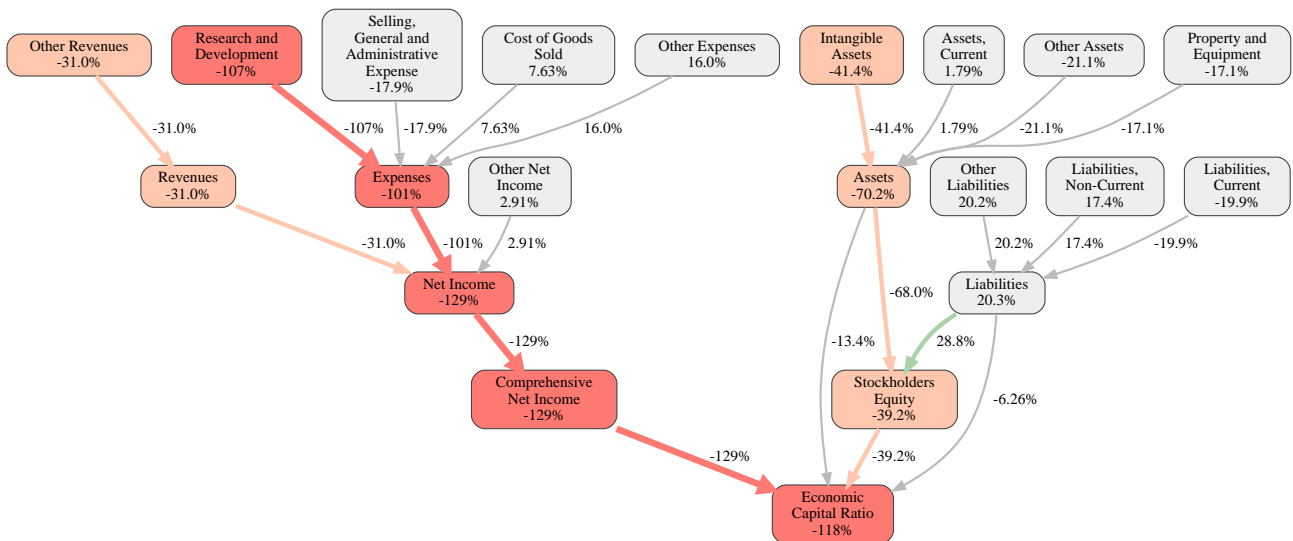 Other Revenues
-31.0%
Research and
Development
-107%
Selling,
General and
Administrative
Expense
-17.9%
Cost of Goods
Sold
7.63%
Other Expenses
16.0%
Intangible
Assets
-41.4%
Assets,
Current
1.79%
Other Assets
-21.1%
Property and
Equipment
-17.1%
-31.0%
-107%
-17.9%
7.63%
16.0%
-41.4%
1.79%
-21.1%
-17.1%
Revenues
-31.0%
Expenses
-101%
Other Net
Income
2.91%
Assets
-70.2%
Other
Liabilities
20.2%
Liabilities,
Non-Current
17.4%
Liabilities,
Current
-19.9%
-31.0%
-101%
2.91%
20.2%
17.4%
-19.9%
Net Income
-129%
-68.0%
Liabilities
20.3%
-129%
-13.4%
28.8%
Comprehensive
Net Income
-129%
Stockholders
Equity
-39.2%
-6.26%
-129%
-39.2%
Economic
Capital Ratio
-118%